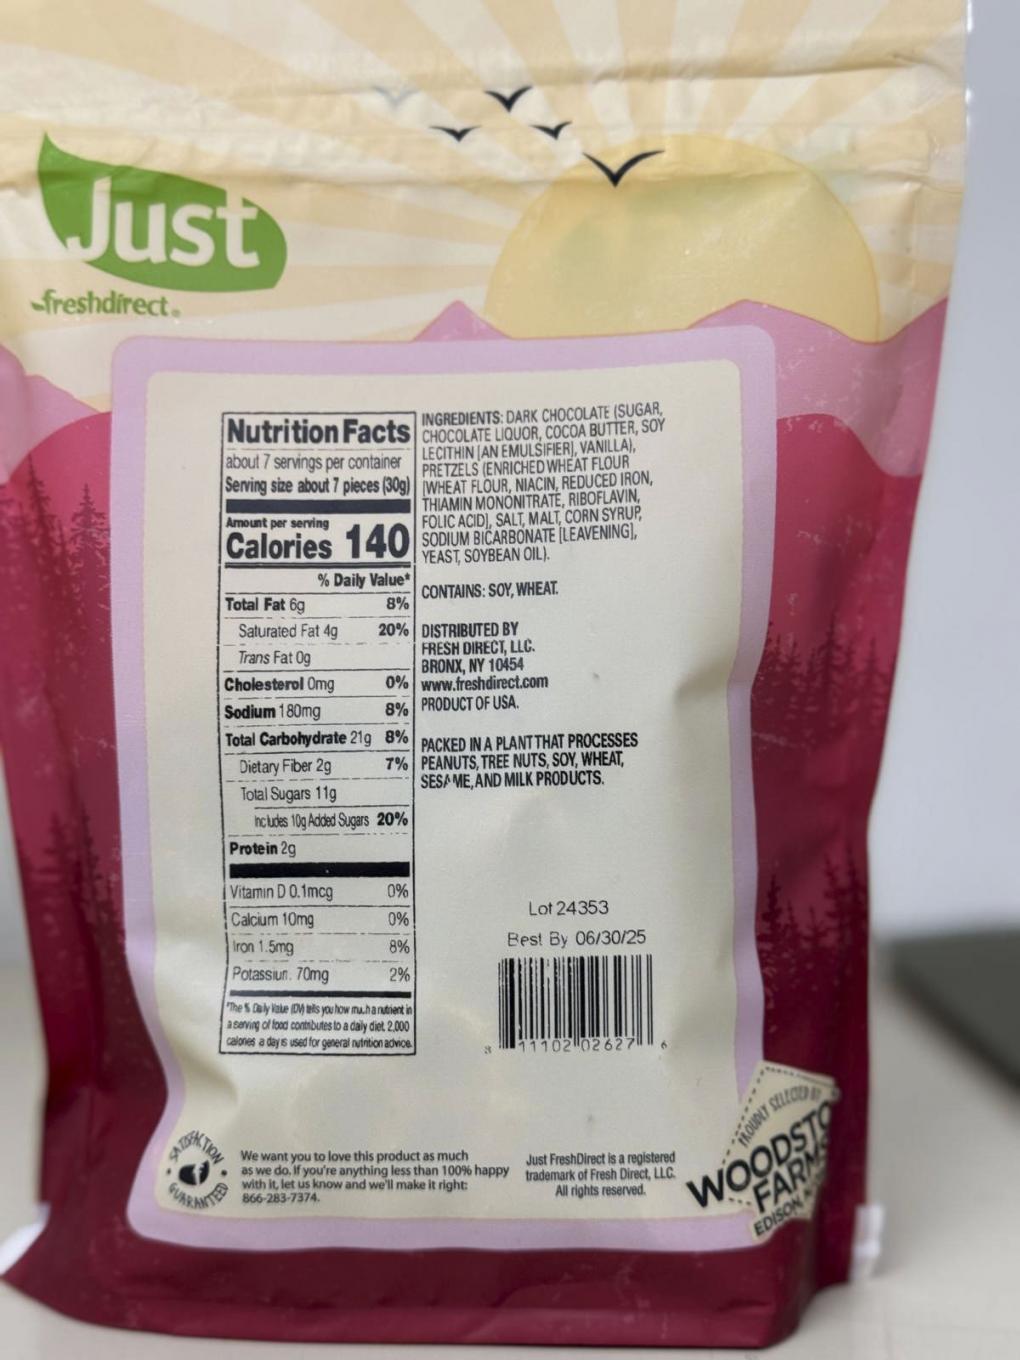 Just
freshdirect®
Nutrition Facts
about 7 servings per container
Serving size about 7 pieces (30g)
Amount per serving
Calories 140
% Daily Value*
Total Fat 6g 8%
Saturated Fat 4g 20%
Trans Fat 0g
Cholesterol 0mg 0%
Sodium 180mg 8%
Total Carbohydrate 21g 8%
Dietary Fiber 2g 7%
Total Sugars 11g
Includes 10g Added Sugars 20%
Protein 2g
Vitamin D 0.1mcg 0%
Calcium 10mg 0%
Iron 1.5mg 8%
Potassium 70mg 2%
*The % Daily Value (DV) tells you how much a nutrient in
a serving of food contributes to a daily diet. 2,000
calories a day is used for general nutrition advice.
INGREDIENTS: DARK CHOCOLATE (SUGAR,
CHOCOLATE LIQUOR, COCOA BUTTER, SOY
LECITHIN [AN EMULSIFIER], VANILLA),
PRETZELS (ENRICHED WHEAT FLOUR
[WHEAT FLOUR, NIACIN, REDUCED IRON,
THIAMIN MONONITRATE, RIBOFLAVIN,
FOLIC ACID], SALT, MALT, CORN SYRUP,
SODIUM BICARBONATE [LEAVENING],
YEAST, SOYBEAN OIL).
CONTAINS: SOY, WHEAT.
DISTRIBUTED BY
FRESH DIRECT, LLC.
BRONX, NY 10454
www.freshdirect.com
PRODUCT OF USA.
PACKED IN A PLANT THAT PROCESSES
PEANUTS, TREE NUTS, SOY, WHEAT,
SESAME, AND MILK PRODUCTS.
Lot 24353
Best By 06/30/25
8 11102 02627 6
SATISFACTION
GUARANTEED
We want you to love this product as much
as we do. If you're anything less than 100% happy
with it, let us know and we'll make it right:
866-283-7374.
Just FreshDirect is a registered
trademark of Fresh Direct, LLC.
All rights reserved.
PROUDLY SELECTED BY
WOODSTO
FARMS
EDISON,